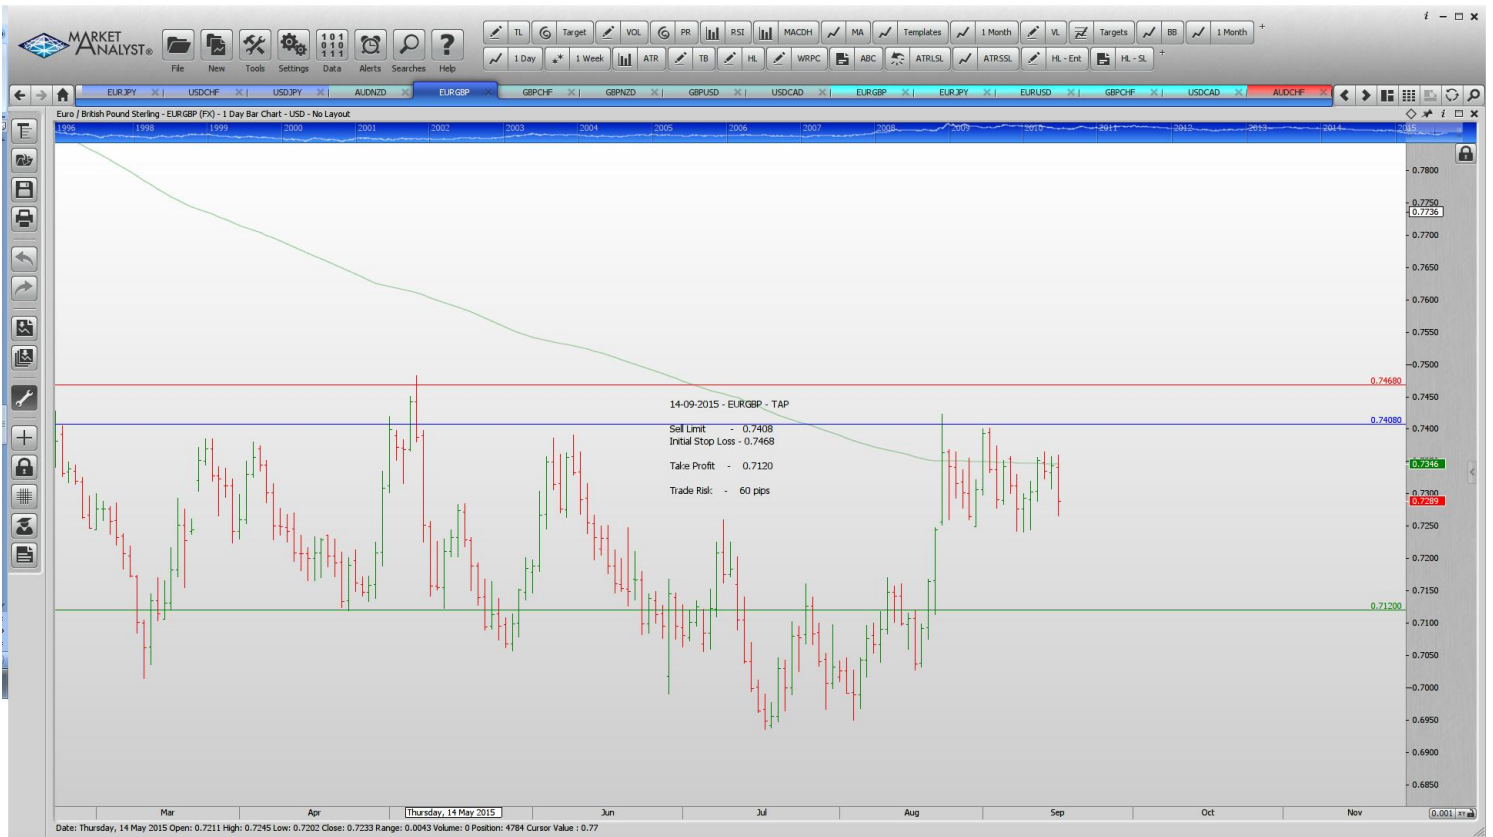 MARKET
ANALYST®
File New Tools Settings Data Alerts Searches Help
101
010
111
TL Target VOL PR RSI MACDH MA Templates 1 Month VL Targets BB 1 Month +
1 Day 1 Week ATR TB HL WRPC ABC ATRLSL ATRSSL HL - Ent HL - SL +
EURJPY USDCHF USDJPY AUDNZD EURGBP GBPCHF GBPNZD GBPUSD USDCAD EURGBP EURJPY EURUSD GBPCHF USDCAD AUDCHF
Euro / British Pound Sterling - EURGBP (FX) - 1 Day Bar Chart - USD - No Layout
1996 1998 1999 2000 2001 2002 2003 2004 2005 2006 2007 2008 2009 2010 2011 2012 2013 2014 2015
0.7800
0.7750
0.7736
0.7700
0.7650
0.7600
0.7550
0.7500
0.74680
0.7450
14-09-2015 - EURGBP - TAP
0.74080
0.7400
Sell Limit - 0.7408
Initial Stop Loss - 0.7468
Take Profit - 0.7120
0.7346
Trade Risk - 60 pips
0.7300
0.7289
0.7250
0.7200
0.7150
0.71200
0.7100
0.7050
0.7000
0.6950
0.6900
0.6850
Mar Apr Thursday, 14 May 2015 Jun Jul Aug Sep Oct Nov 0.001 XY
Date: Thursday, 14 May 2015 Open: 0.7211 High: 0.7245 Low: 0.7202 Close: 0.7233 Range: 0.0043 Volume: 0 Position: 4784 Cursor Value : 0.77